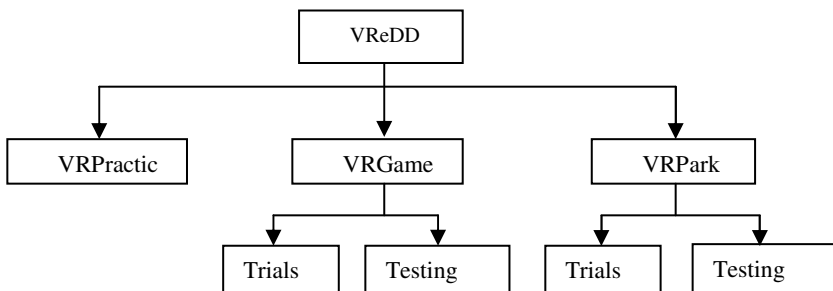 VReDD
VRPractic
VRGame
VRPark
Trials
Testing
Trials
Testing